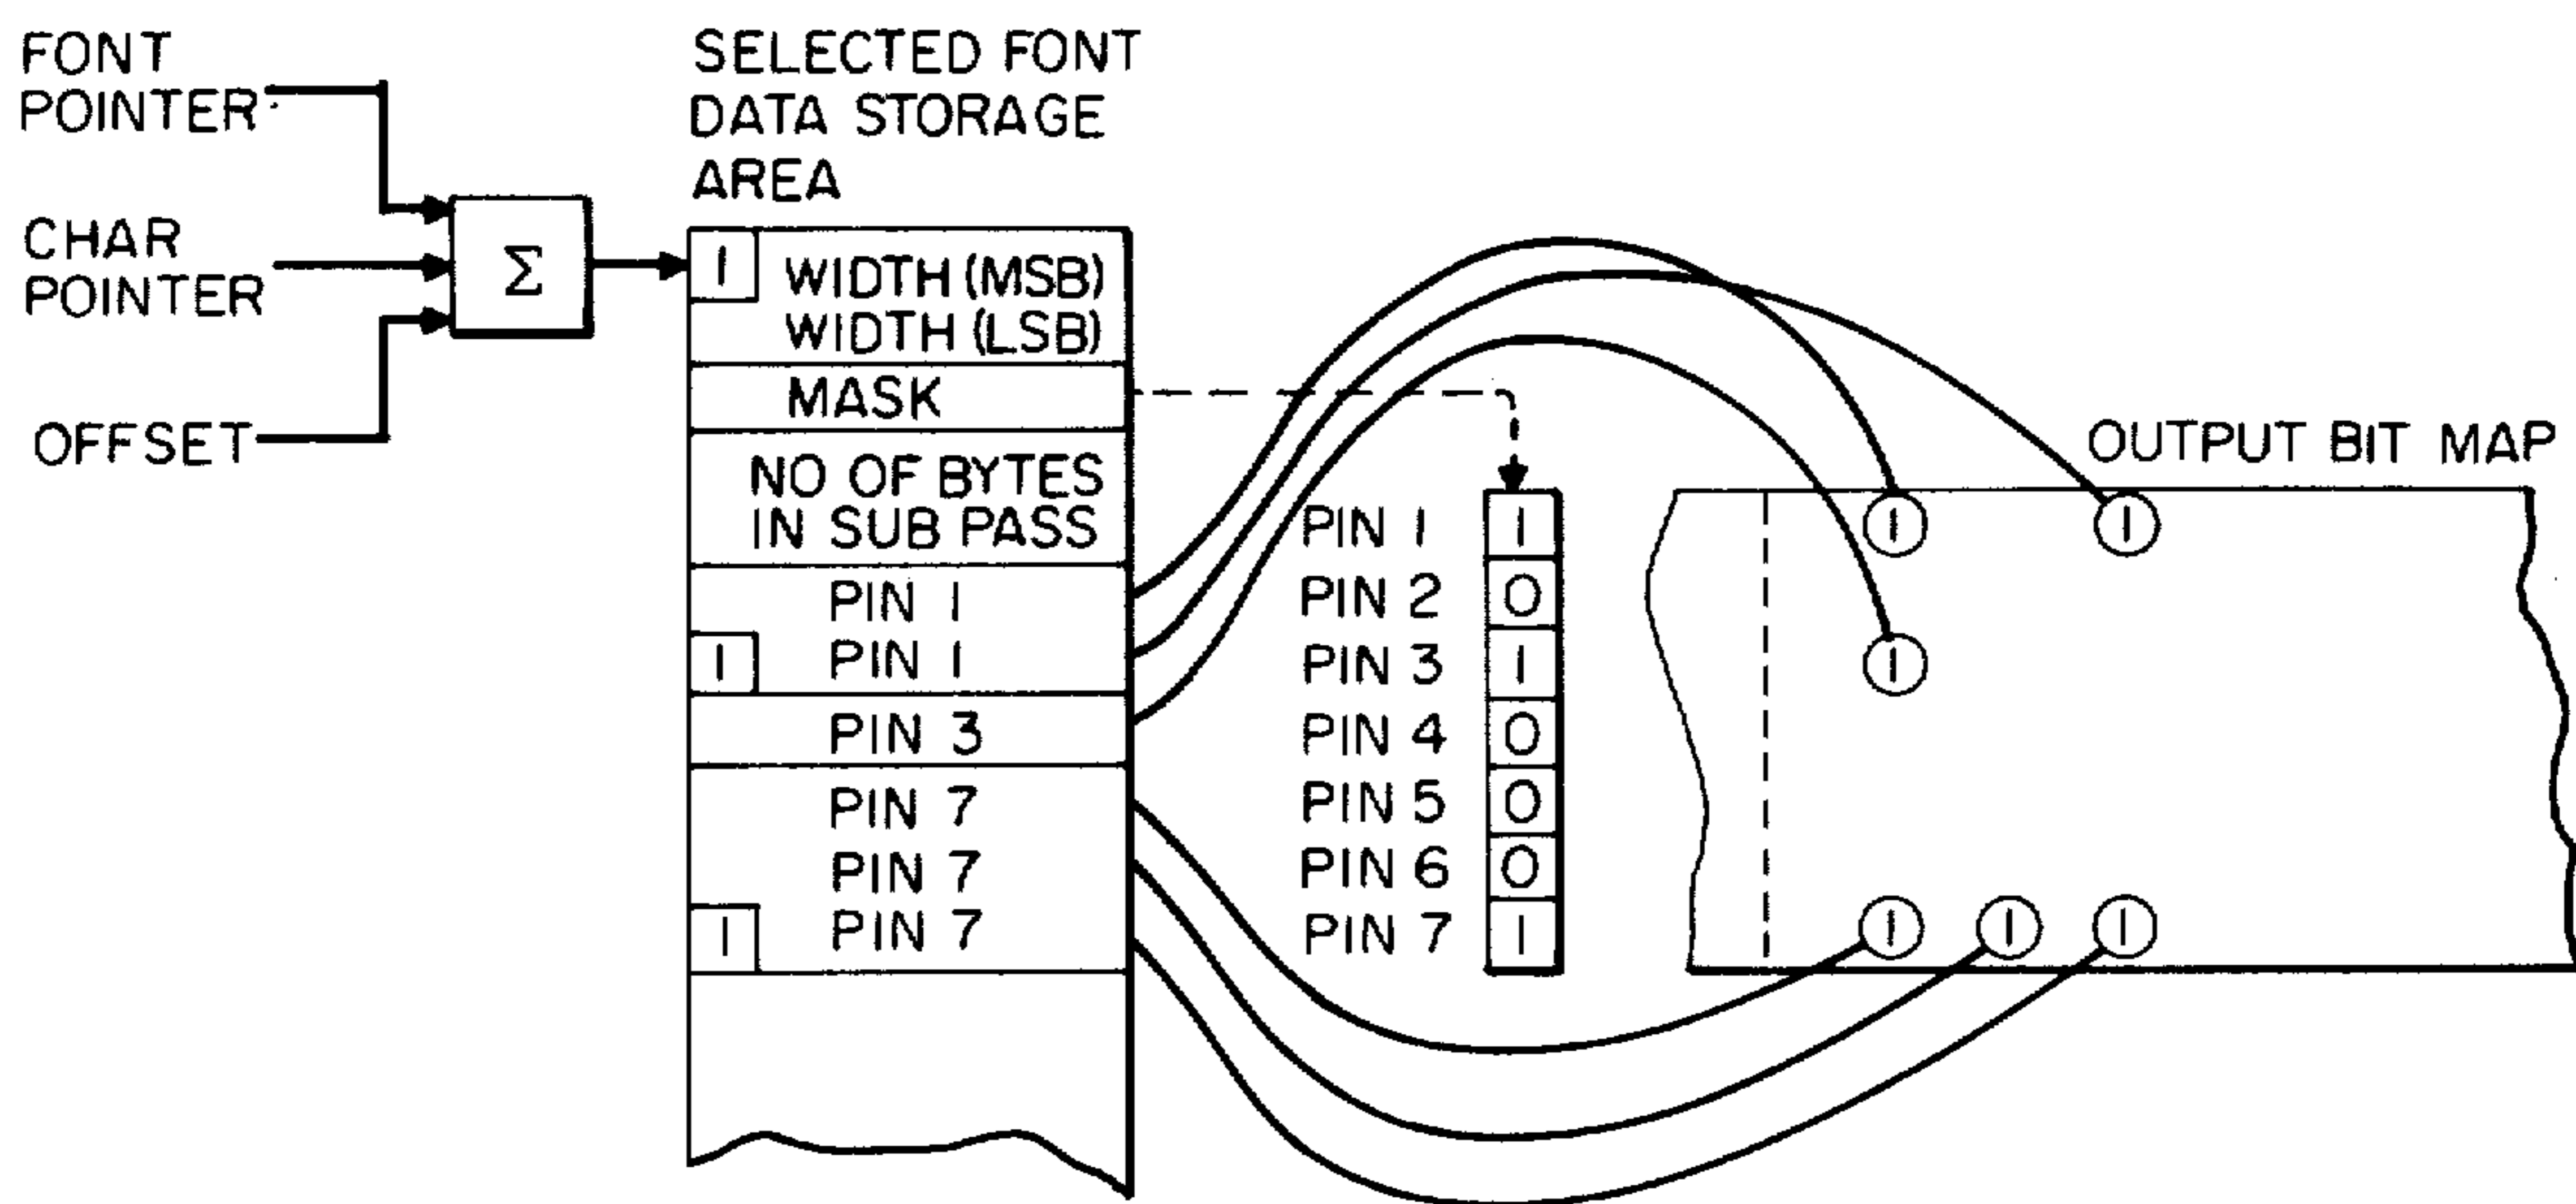 FONT
POINTER
CHAR
POINTER
OFFSET
Σ
SELECTED FONT
DATA STORAGE
AREA
1 WIDTH (MSB)
WIDTH (LSB)
MASK
NO OF BYTES
IN SUB PASS
PIN 1
1 PIN 1
PIN 3
PIN 7
PIN 7
1 PIN 7
PIN 1 1
PIN 2 0
PIN 3 1
PIN 4 0
PIN 5 0
PIN 6 0
PIN 7 1
OUTPUT BIT MAP
1 1
1
1 1 1